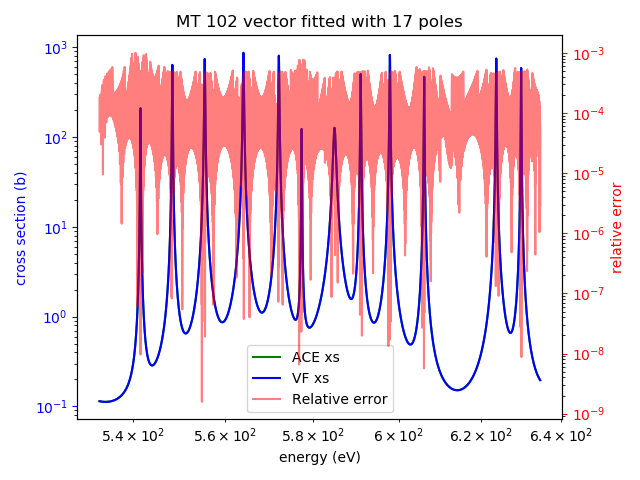 MT 102 vector fitted with 17 poles
cross section (b)
10³
10²
10¹
10⁰
10⁻¹
relative error
10⁻³
10⁻⁴
10⁻⁵
10⁻⁶
10⁻⁷
10⁻⁸
10⁻⁹
ACE xs
VF xs
Relative error
5.4 × 10² 5.6 × 10² 5.8 × 10² 6 × 10² 6.2 × 10² 6.4 × 10²
energy (eV)